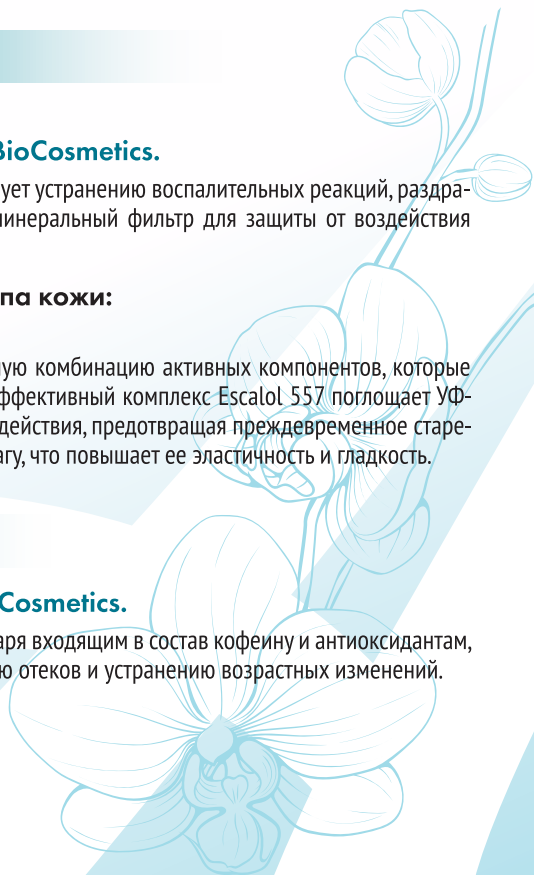 BioCosmetics.
ует устранению воспалительных реакций, раздра-
минеральный фильтр для защиты от воздействия
па кожи:
ную комбинацию активных компонентов, которые
ффективный комплекс Escalol 557 поглощает УФ-
действия, предотвращая преждевременное старе-
агу, что повышает ее эластичность и гладкость.
Cosmetics.
аря входящим в состав кофеину и антиоксидантам,
ю отеков и устранению возрастных изменений.